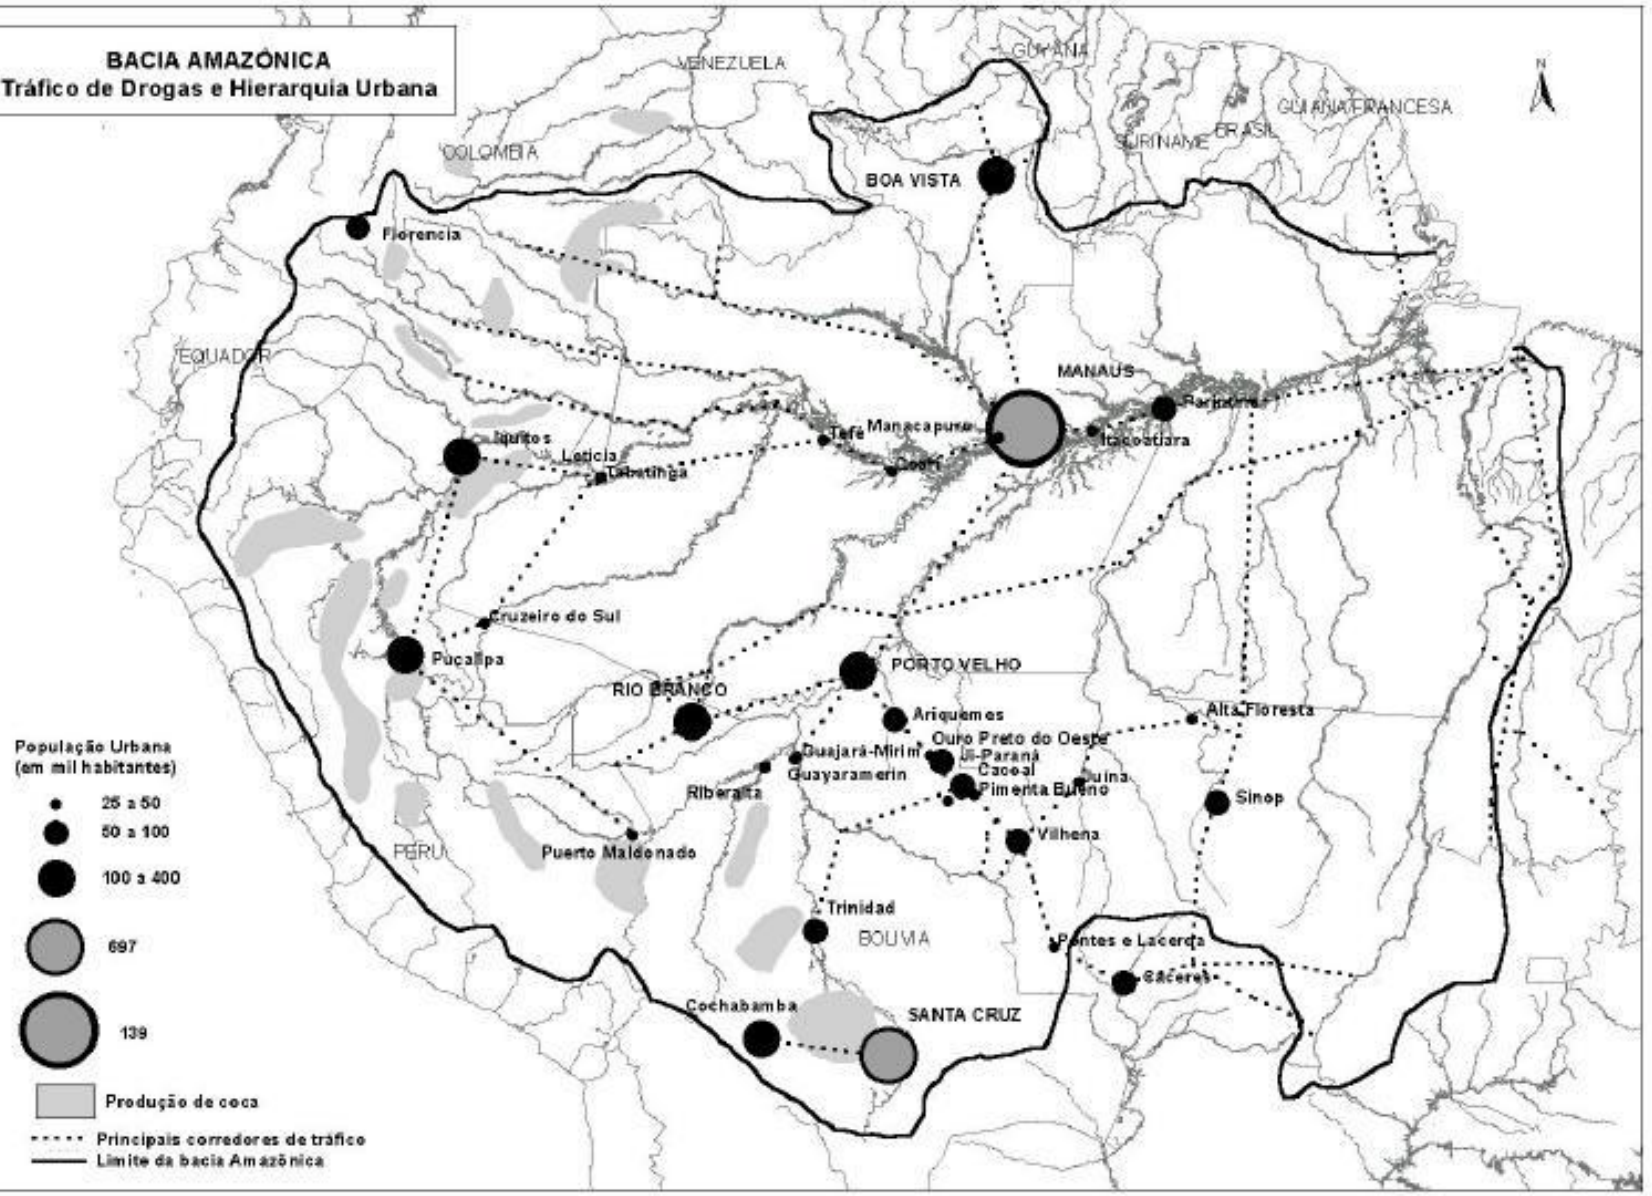 BACIA AMAZÔNICA
Tráfico de Drogas e Hierarquia Urbana
VENEZUELA
GUYANA
N
GUIANA FRANCESA
SURINAME
BRASIL
COLOMBIA
BOA VISTA
Florencia
EQUADOR
MANAUS
Parintins
Manacapuru
Itacoatiara
Tefé
Coari
Iquitos
Leticia
Tabatinga
Cruzeiro do Sul
Pucallpa
PORTO VELHO
RIO BRANCO
Ariquemes
Alta Floresta
Ouro Preto do Oeste
Guajará-Mirim
Ji-Paraná
Guayaramerin
Cacoal
Juina
Riberalta
Pimenta Bueno
Sinop
Vilhena
PERU
Puerto Maldonado
Trinidad
BOLIVIA
Pontes e Lacerda
Cáceres
Cochabamba
SANTA CRUZ
População Urbana
(em mil habitantes)
25 a 50
50 a 100
100 a 400
697
139
Produção de coca
Principais corredores de tráfico
Limite da bacia Amazônica